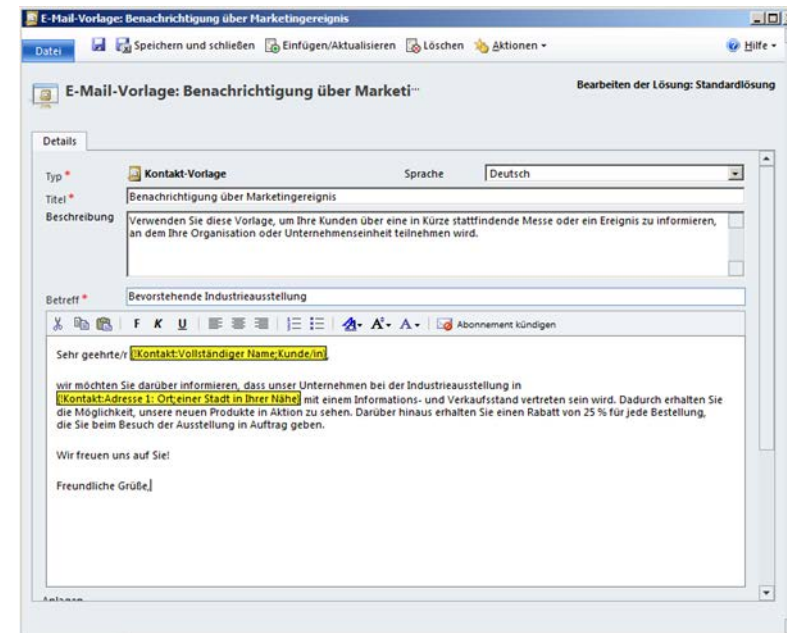 E-Mail-Vorlage: Benachrichtigung über Marketingereignis
Datei Speichern und schließen Einfügen/Aktualisieren Löschen Aktionen Hilfe
E-Mail-Vorlage: Benachrichtigung über Marketi...
Bearbeiten der Lösung: Standardlösung
Details
Typ * Kontakt-Vorlage Sprache Deutsch
Titel * Benachrichtigung über Marketingereignis
Beschreibung Verwenden Sie diese Vorlage, um Ihre Kunden über eine in Kürze stattfindende Messe oder ein Ereignis zu informieren,
an dem Ihre Organisation oder Unternehmenseinheit teilnehmen wird.
Betreff * Bevorstehende Industrieausstellung
F K U A A A Abonnement kündigen
Sehr geehrte/r {!Kontakt:Vollständiger Name;Kunde/in},
wir möchten Sie darüber informieren, dass unser Unternehmen bei der Industrieausstellung in
{!Kontakt:Adresse 1: Ort;einer Stadt in Ihrer Nähe} mit einem Informations- und Verkaufsstand vertreten sein wird. Dadurch erhalten Sie
die Möglichkeit, unsere neuen Produkte in Aktion zu sehen. Darüber hinaus erhalten Sie einen Rabatt von 25 % für jede Bestellung,
die Sie beim Besuch der Ausstellung in Auftrag geben.
Wir freuen uns auf Sie!
Freundliche Grüße,